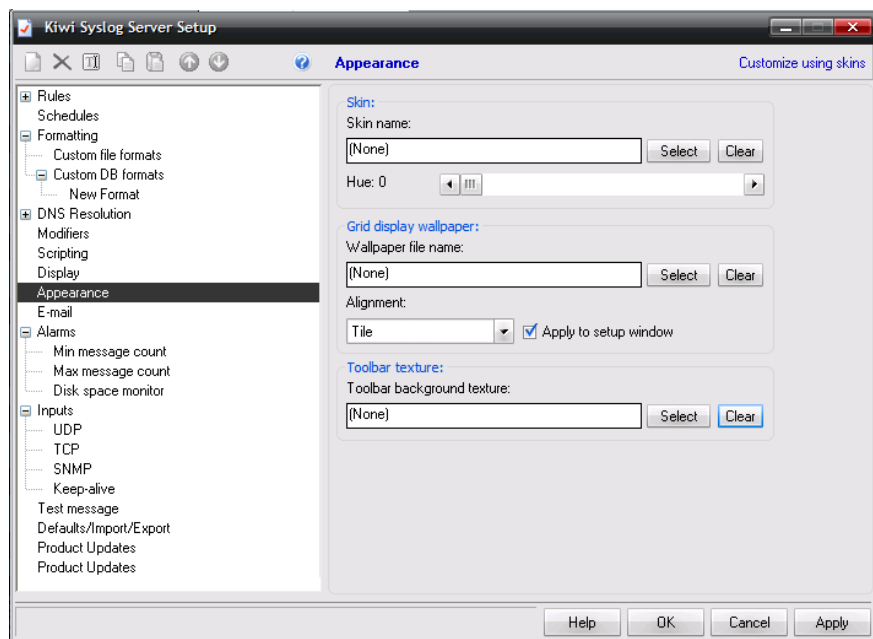 Kiwi Syslog Server Setup
Appearance
Customize using skins
Rules
Schedules
Formatting
Custom file formats
Custom DB formats
New Format
DNS Resolution
Modifiers
Scripting
Display
Appearance
E-mail
Alarms
Min message count
Max message count
Disk space monitor
Inputs
UDP
TCP
SNMP
Keep-alive
Test message
Defaults/Import/Export
Product Updates
Product Updates
Skin:
Skin name:
(None) Select Clear
Hue: 0
Grid display wallpaper:
Wallpaper file name:
(None) Select Clear
Alignment:
Tile Apply to setup window
Toolbar texture:
Toolbar background texture:
(None) Select Clear
Help OK Cancel Apply